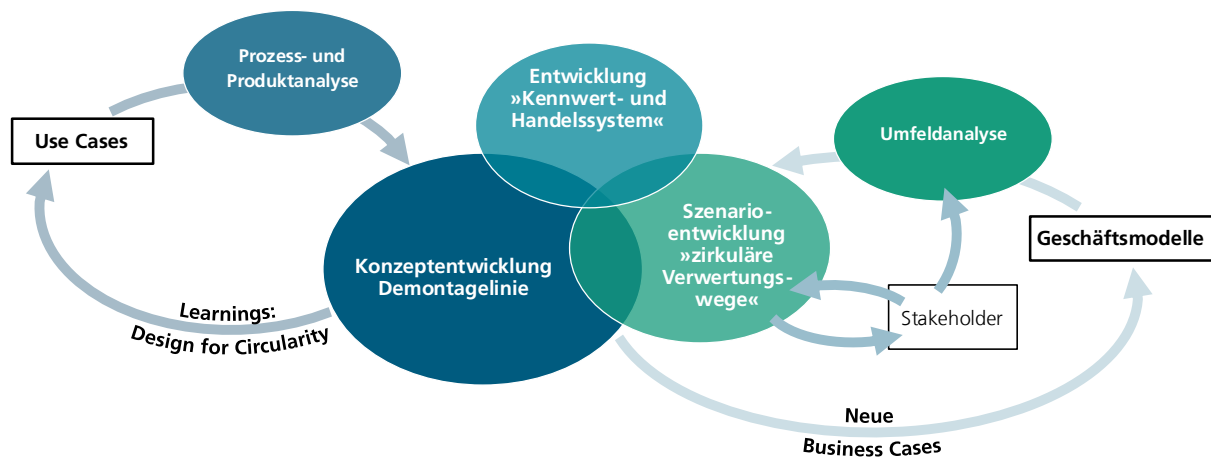 Prozess- und
Produktanalyse
Use Cases
Entwicklung
»Kennwert- und
Handelssystem«
Umfeldanalyse
Konzeptentwicklung
Demontagelinie
Szenario-
entwicklung
»zirkuläre
Verwertungs-
wege«
Geschäftsmodelle
Stakeholder
Learnings:
Design for Circularity
Neue
Business Cases